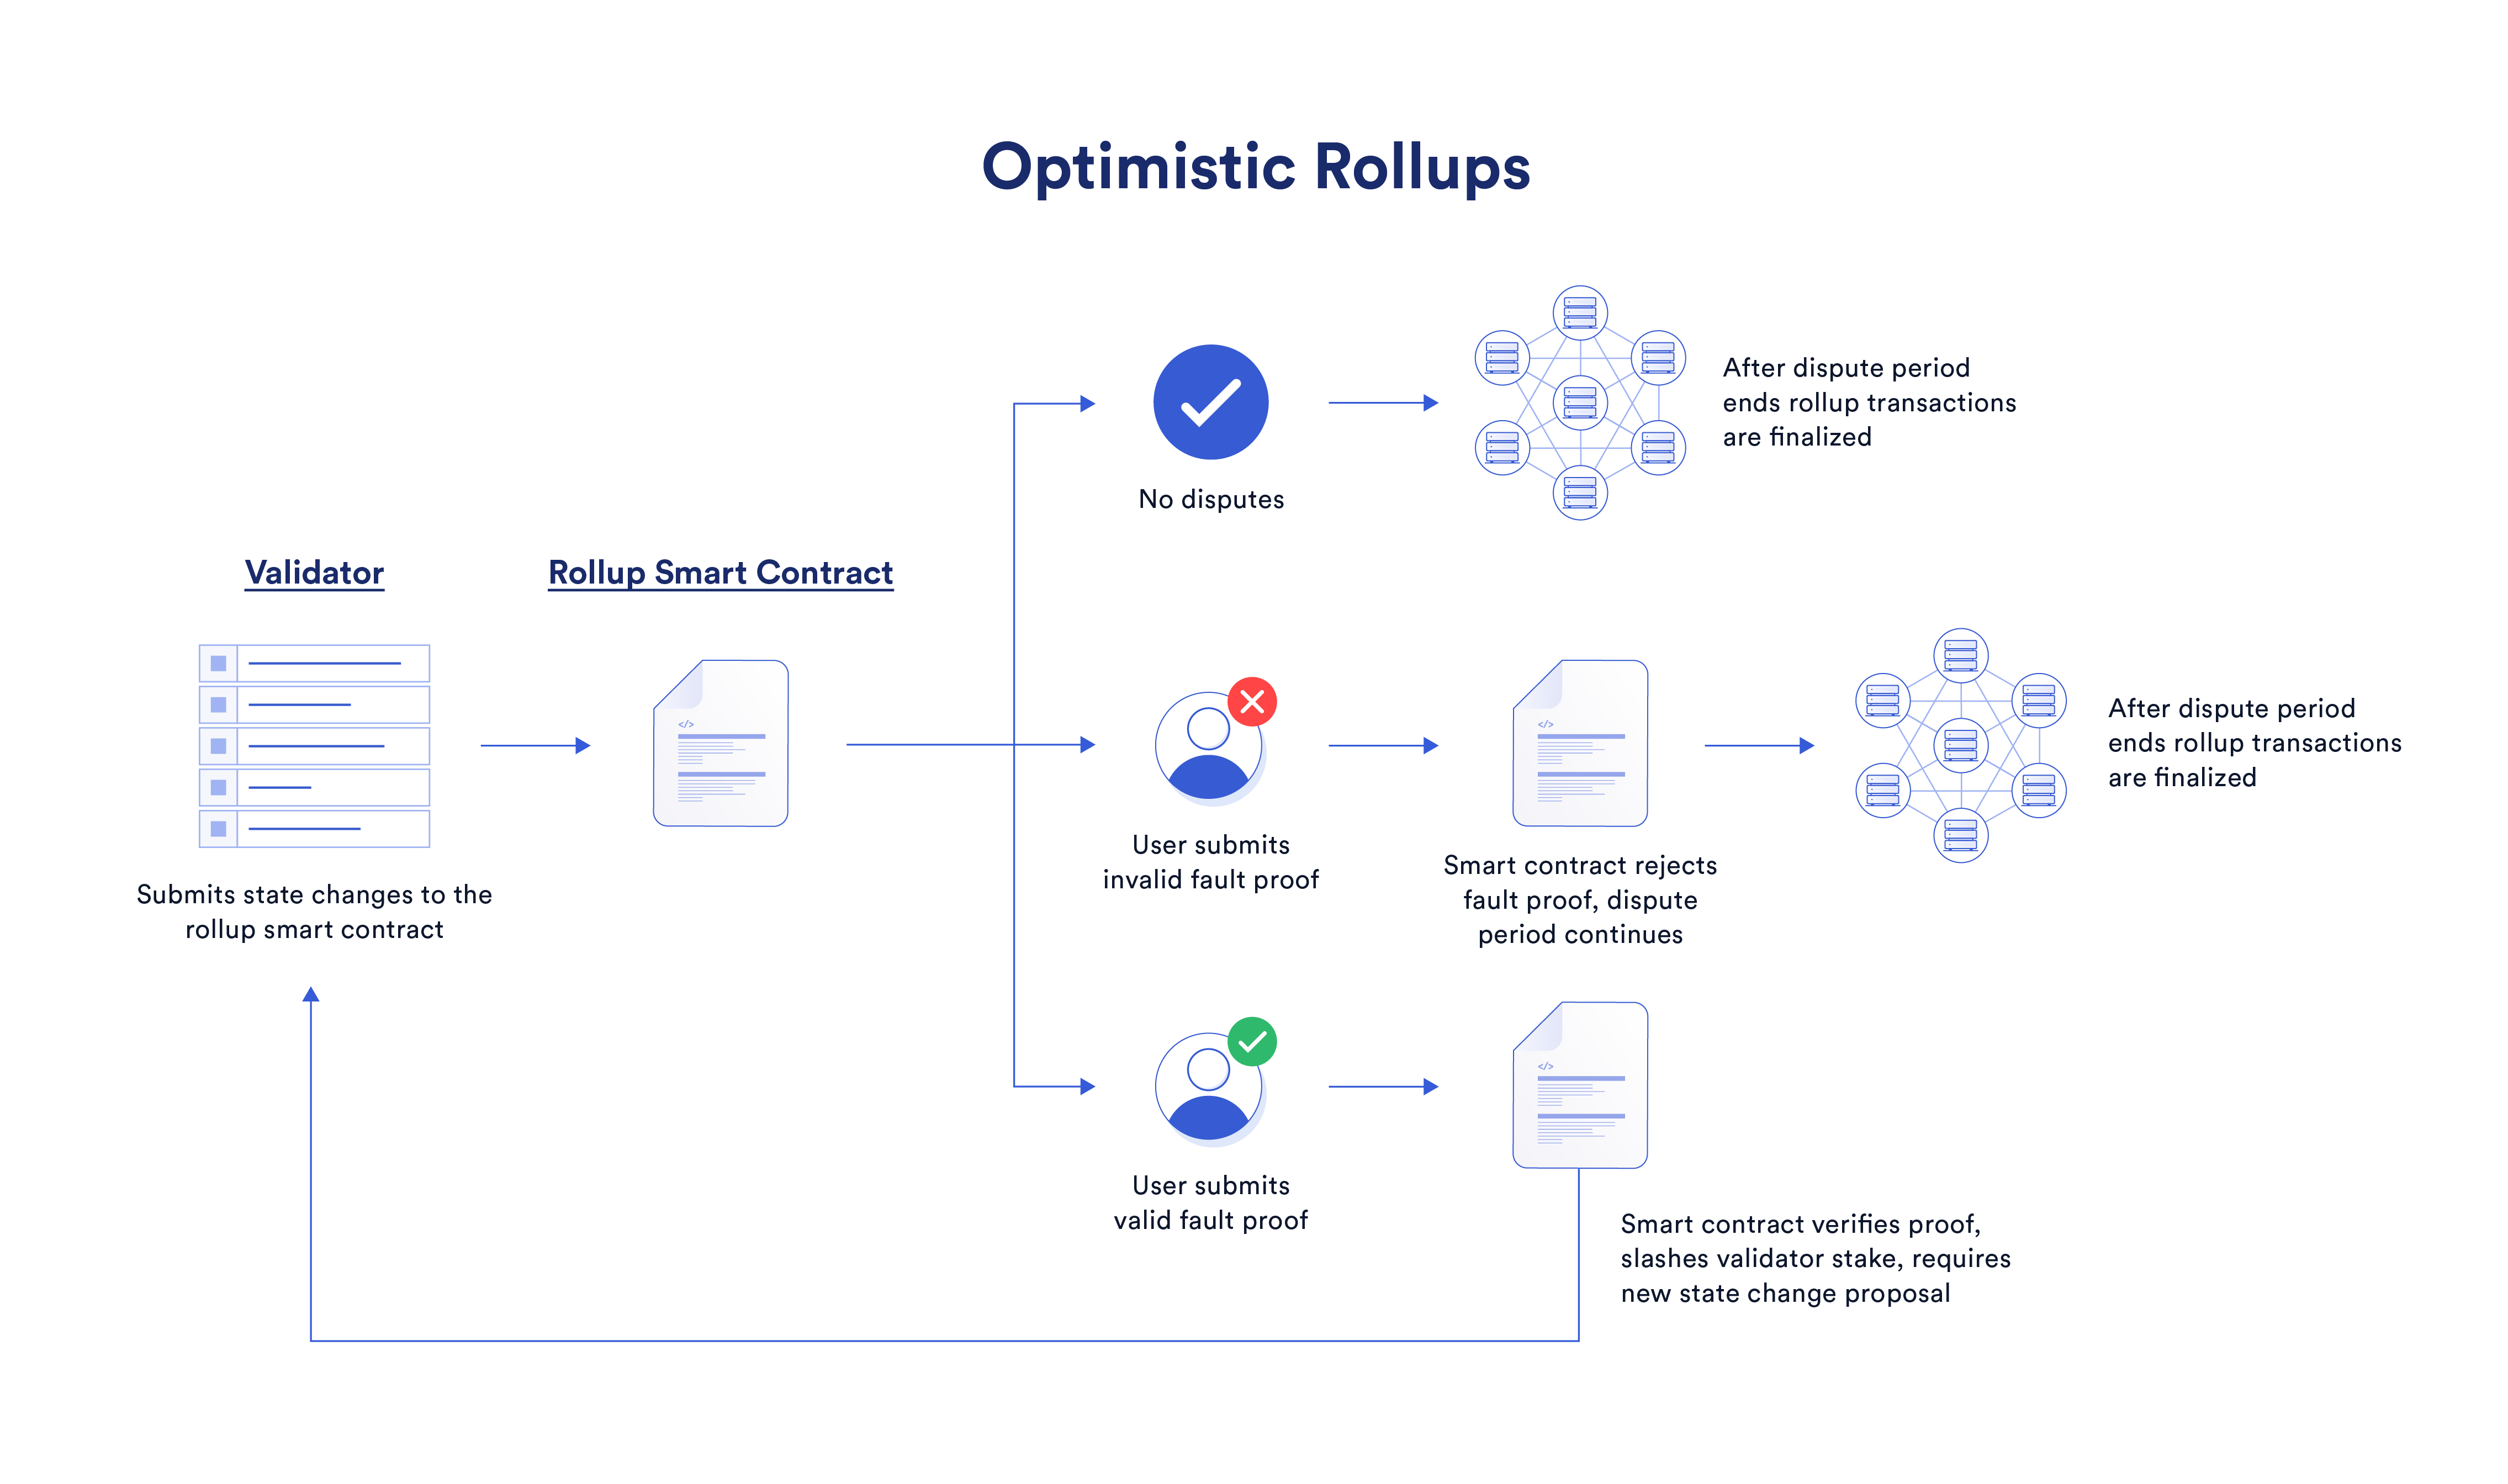 Optimistic Rollups
Validator
Submits state changes to the
rollup smart contract
Rollup Smart Contract
</>
No disputes
After dispute period
ends rollup transactions
are finalized
User submits
invalid fault proof
</>
Smart contract rejects
fault proof, dispute
period continues
After dispute period
ends rollup transactions
are finalized
User submits
valid fault proof
</>
Smart contract verifies proof,
slashes validator stake, requires
new state change proposal